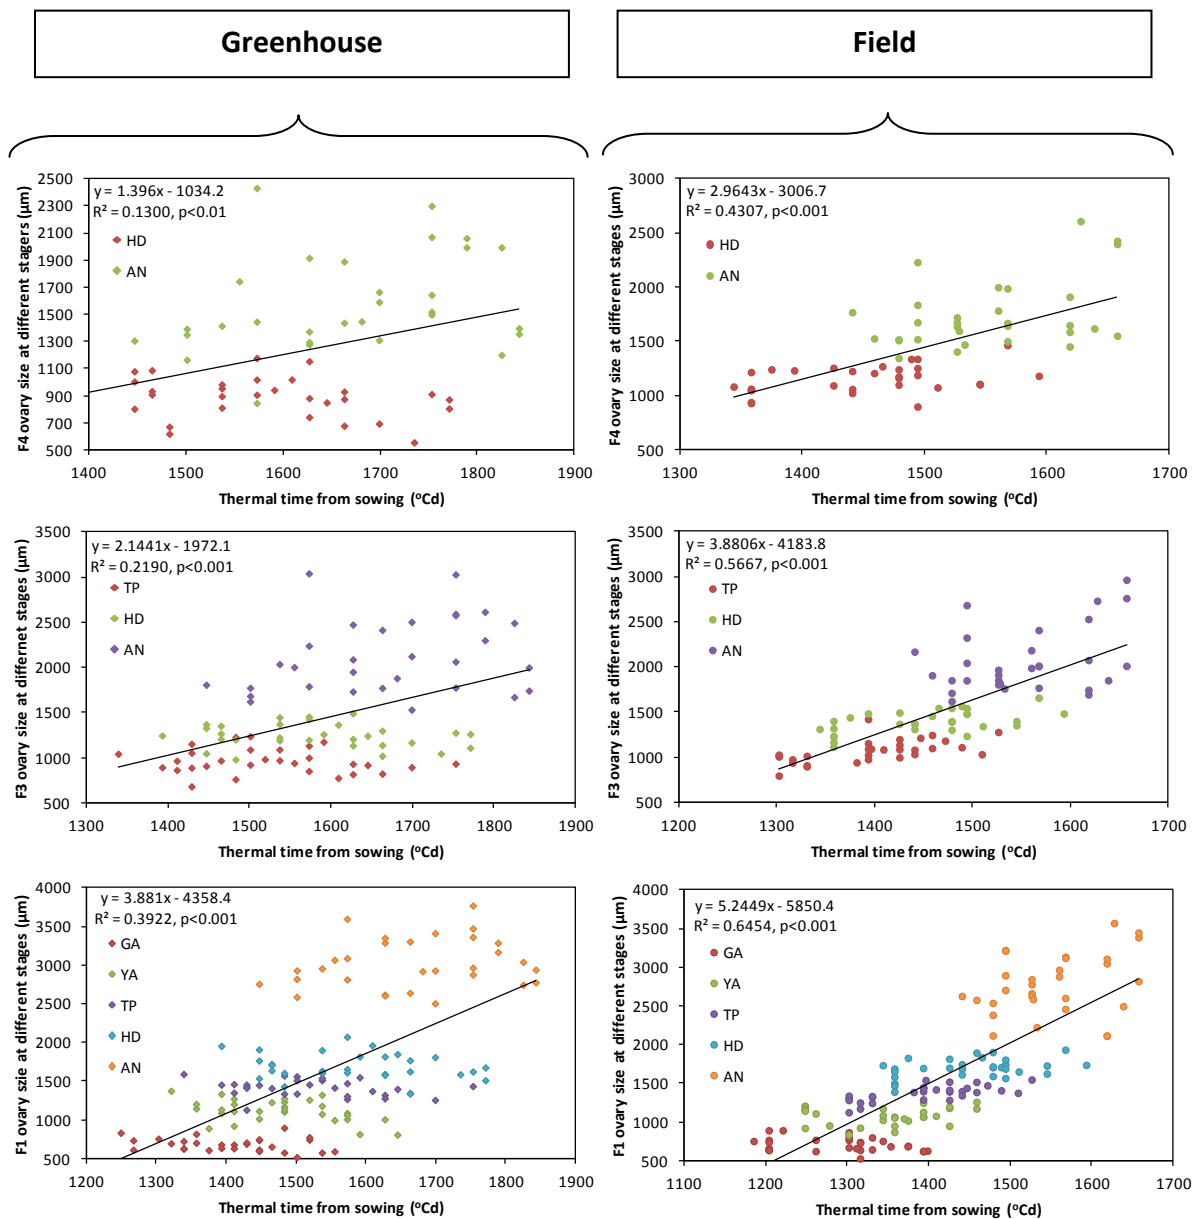 Greenhouse
Field
F4 ovary size at different stagers (µm)
2500
2300
2100
1900
1700
1500
1300
1100
900
700
500
y = 1.396x - 1034.2
R² = 0.1300, p<0.01
HD
AN
1400 1500 1600 1700 1800 1900
Thermal time from sowing (°Cd)
F4 ovary size at different stages (µm)
3000
2500
2000
1500
1000
500
y = 2.9643x - 3006.7
R² = 0.4307, p<0.001
HD
AN
1300 1400 1500 1600 1700
Thermal time from sowing (°Cd)
F3 ovary size at differnet stages (µm)
3500
3000
2500
2000
1500
1000
500
y = 2.1441x - 1972.1
R² = 0.2190, p<0.001
TP
HD
AN
1300 1400 1500 1600 1700 1800 1900
Thermal time from sowing (°Cd)
F3 ovary size at different stages (µm)
3500
3000
2500
2000
1500
1000
500
y = 3.8806x - 4183.8
R² = 0.5667, p<0.001
TP
HD
AN
1200 1300 1400 1500 1600 1700
Thermal time from sowing (°Cd)
F1 ovary szie at different stages (µm)
4000
3500
3000
2500
2000
1500
1000
500
y = 3.881x - 4358.4
R² = 0.3922, p<0.001
GA
YA
TP
HD
AN
1200 1300 1400 1500 1600 1700 1800 1900
Thermal time from sowing (°Cd)
F1 ovary size at different stages (µm)
4000
3500
3000
2500
2000
1500
1000
500
y = 5.2449x - 5850.4
R² = 0.6454, p<0.001
GA
YA
TP
HD
AN
1100 1200 1300 1400 1500 1600 1700
Thermal time from sowing (°Cd)